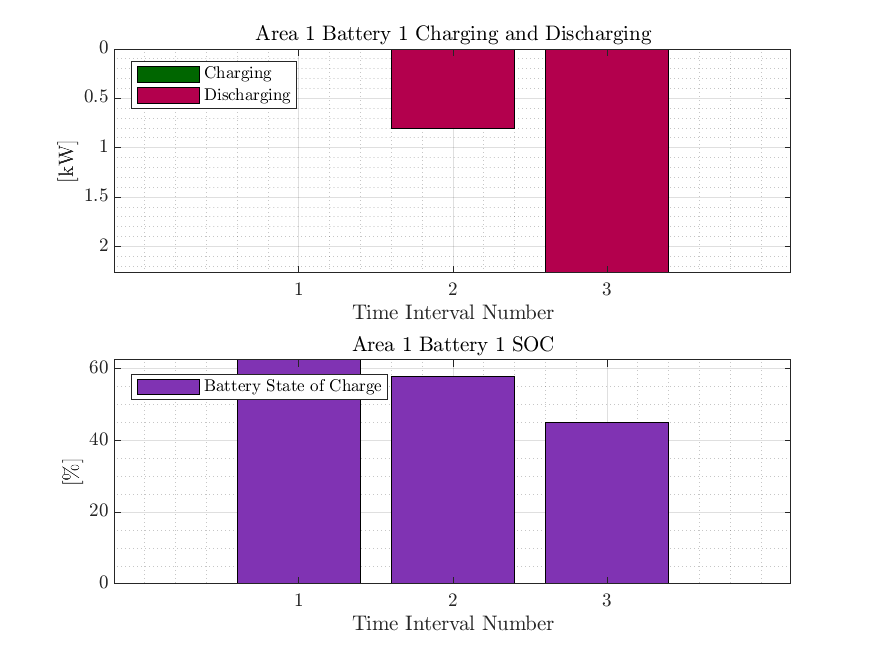 Area 1 Battery 1 Charging and Discharging
0
0.5
1
1.5
2
[kW]
Charging
Discharging
1 2 3
Time Interval Number
Area 1 Battery 1 SOC
60
40
20
0
[%]
Battery State of Charge
1 2 3
Time Interval Number